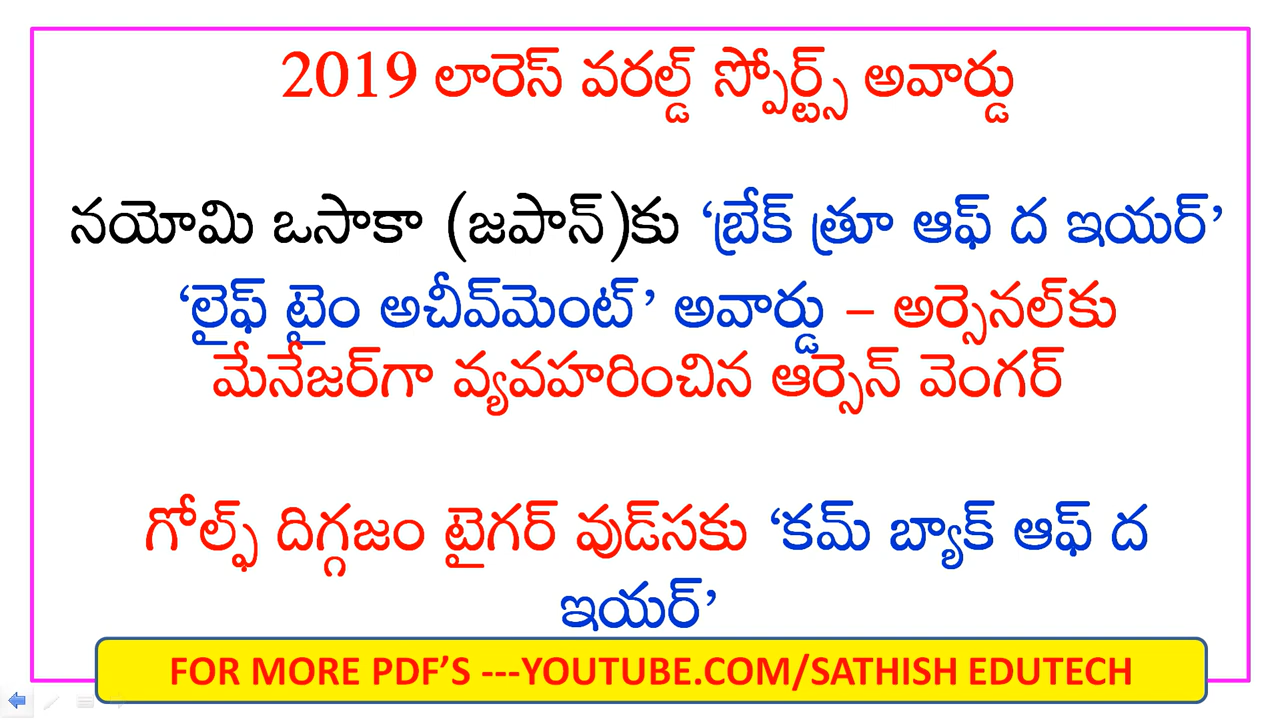 2019 లారెస్ వరల్డ్ స్పోర్ట్స్ అవార్డు
నయోమి ఒసాకా (జపాన్)కు ‘బ్రేక్ త్రూ ఆఫ్ ద ఇయర్’
‘లైఫ్ టైం అచీవ్‌మెంట్’ అవార్డు – అర్సెనల్‌కు
మేనేజర్‌గా వ్యవహరించిన ఆర్సెన్ వెంగర్
గోల్ఫ్ దిగ్గజం టైగర్ వుడ్‌సకు ‘కమ్ బ్యాక్ ఆఫ్ ద
ఇయర్’
FOR MORE PDF’S ---YOUTUBE.COM/SATHISH EDUTECH